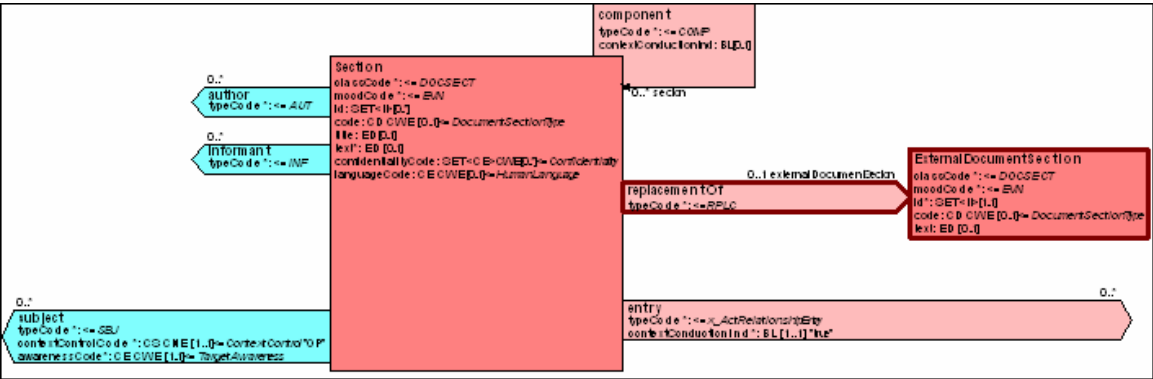 component
typeCode *: <= COMP
contextConductionInd : BL[0..1]
0..* section
Section
classCode *: <= DOCSECT
moodCode *: <= EVN
id : SET<II>[0..*]
code : CD CWE [0..1]<= DocumentSectionType
title : ED [0..1]
text* : ED [0..1]
confidentialityCode : SET<CE>CWE[0..*]<= Confidentiality
languageCode : CE CWE[0..1]<= HumanLanguage
0..*
author
typeCode *: <= AUT
0..*
informant
typeCode *: <= INF
0..1 externalDocumentSection
replacementOf
typeCode *: <=RPLC
ExternalDocumentSection
classCode *: <= DOCSECT
moodCode *: <= EVN
id* : SET<II>[1..1]
code : CD CWE [0..1]<= DocumentSectionType
text : ED [0..1]
0..*
subject
typeCode *: <= SBJ
contextControlCode *: CS CNE [1..1]<= ContextControl"OP"
awarenessCode* : CE CWE [1..1]<= TargetAwareness
0..*
entry
typeCode *: <= x_ActRelationshipEntry
contextConductionInd *: BL [1..1] "true"